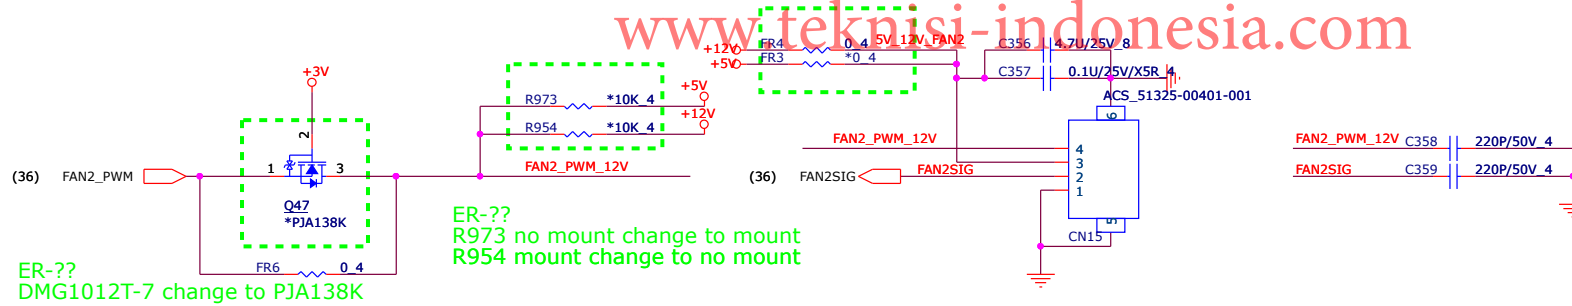 www.teknisi-indonesia.com
+12V
FR4
0_4
5V_12V_FAN2
+5V
FR3
*0_4
C356
4.7U/25V_8
C357
0.1U/25V/X5R_4
ACS_51325-00401-001
+3V
2
R973
*10K_4
+5V
R954
*10K_4
+12V
6
(36)
FAN2_PWM
1
3
FAN2_PWM_12V
Q47
*PJA138K
FR6
0_4
FAN2_PWM_12V
4
3
(36)
FAN2SIG
FAN2SIG
2
1
5
CN15
FAN2_PWM_12V
C358
220P/50V_4
FAN2SIG
C359
220P/50V_4
ER-??
R973 no mount change to mount
R954 mount change to no mount
ER-??
DMG1012T-7 change to PJA138K